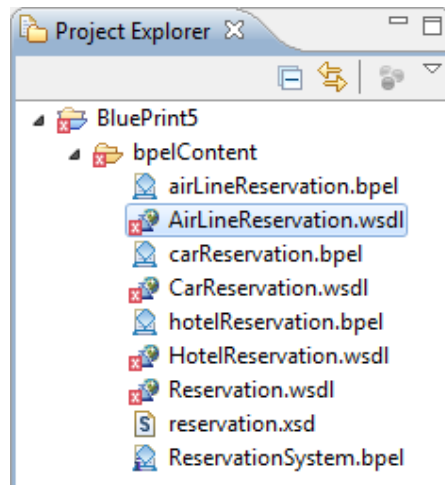 Project Explorer
BluePrint5
bpelContent
airLineReservation.bpel
AirLineReservation.wsdl
carReservation.bpel
CarReservation.wsdl
hotelReservation.bpel
HotelReservation.wsdl
Reservation.wsdl
S reservation.xsd
ReservationSystem.bpel